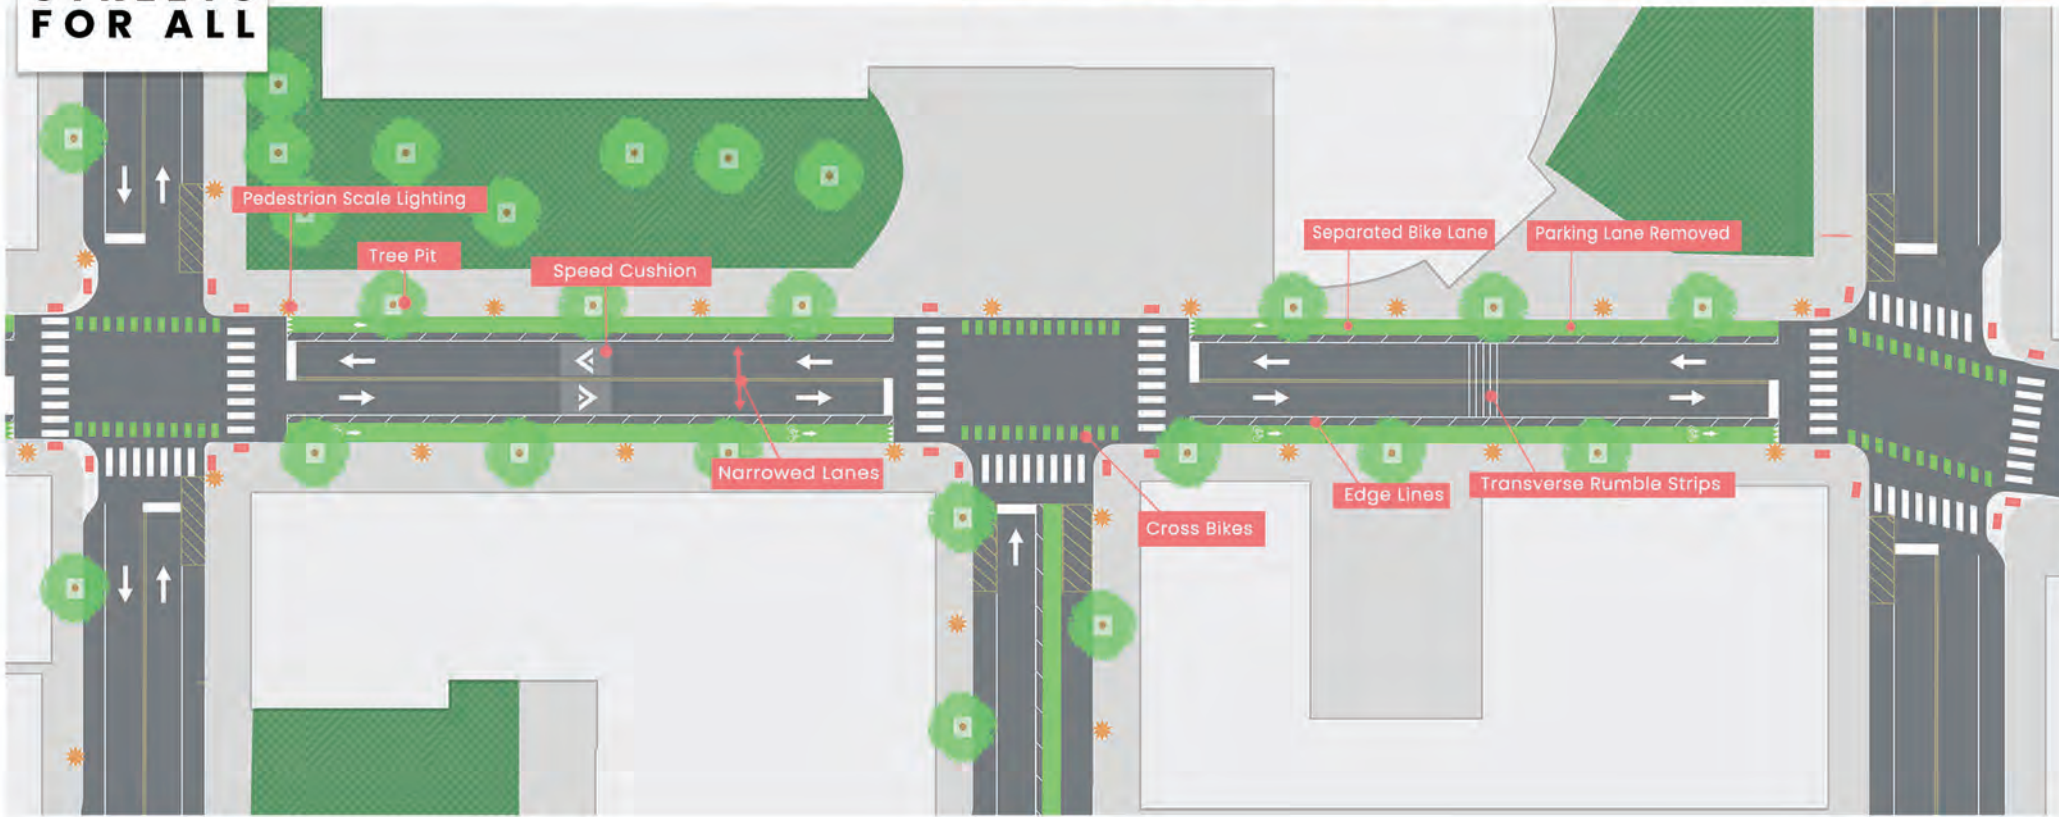 FOR ALL
Pedestrian Scale Lighting
Tree Pit
Speed Cushion
Separated Bike Lane
Parking Lane Removed
Narrowed Lanes
Edge Lines
Transverse Rumble Strips
Cross Bikes